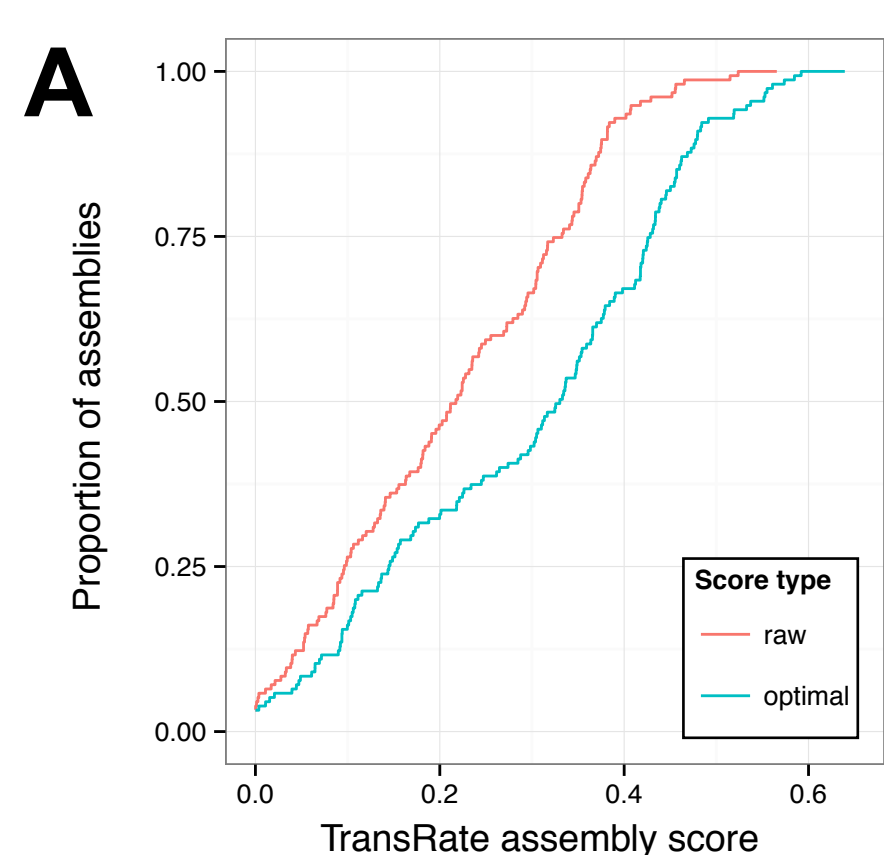 A
Proportion of assemblies
1.00
0.75
0.50
0.25
0.00
Score type
raw
optimal
0.0 0.2 0.4 0.6
TransRate assembly score